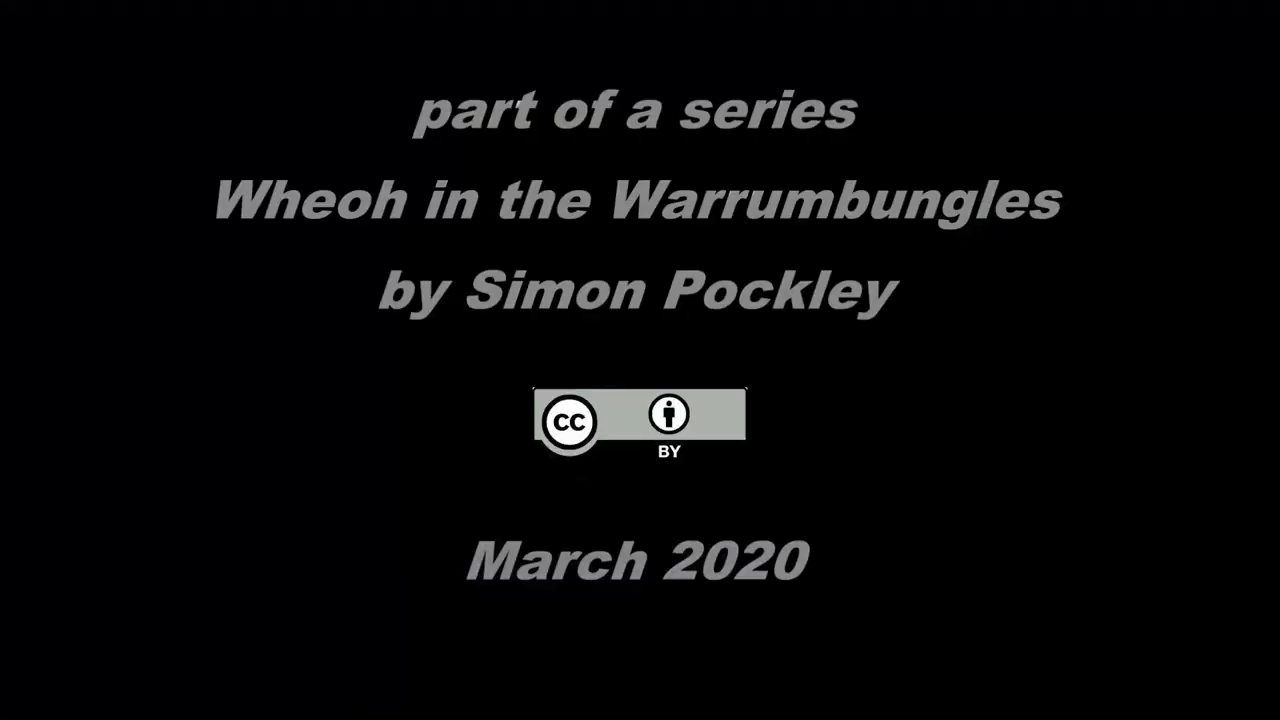 part of a series
Wheoh in the Warrumbungles
by Simon Pockley
CC
BY
March 2020